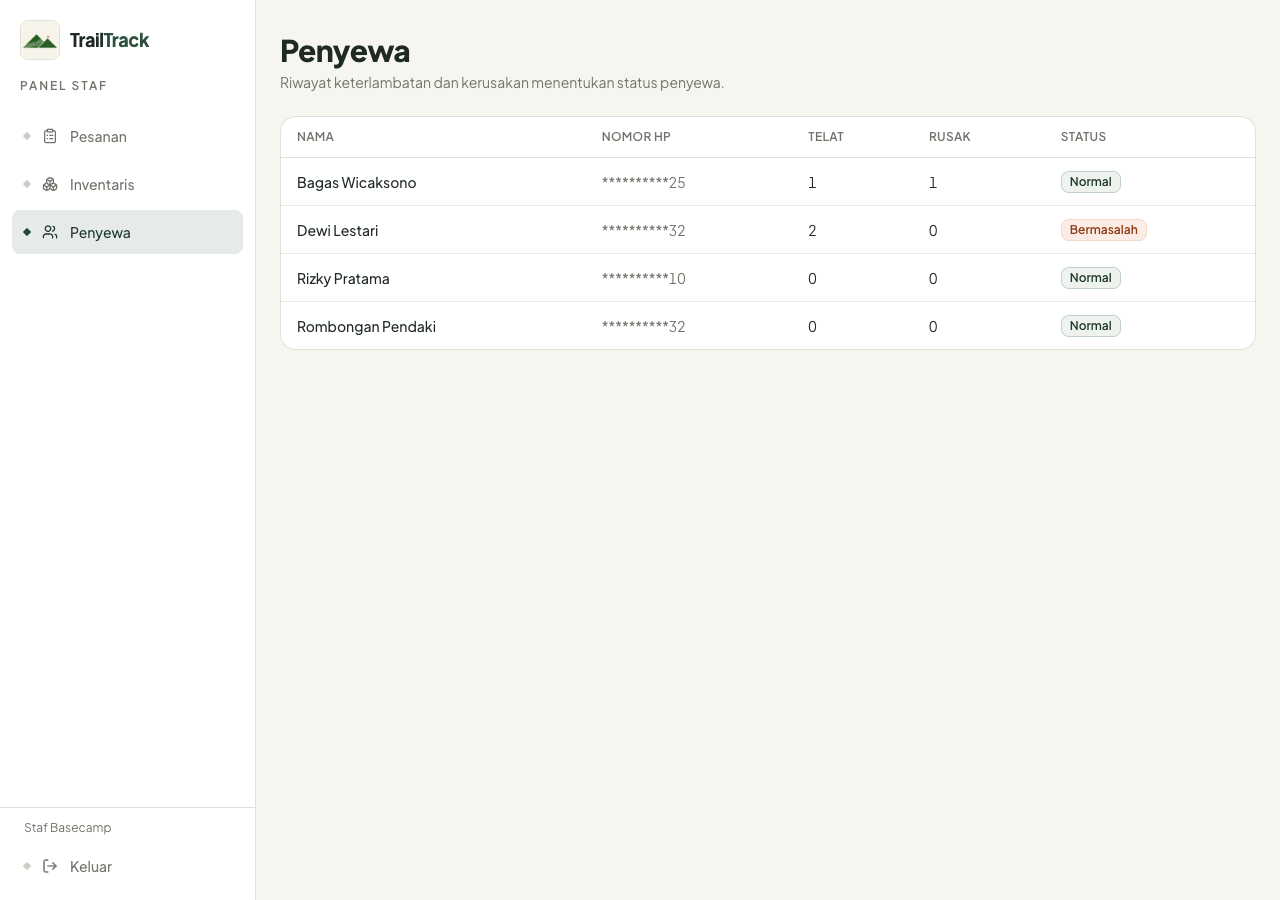 TrailTrack
PANEL STAF
Pesanan
Inventaris
Penyewa
Staf Basecamp
Keluar
Penyewa
Riwayat keterlambatan dan kerusakan menentukan status penyewa.
NAMA NOMOR HP TELAT RUSAK STATUS
Bagas Wicaksono **********25 1 1 Normal
Dewi Lestari **********32 2 0 Bermasalah
Rizky Pratama **********10 0 0 Normal
Rombongan Pendaki **********32 0 0 Normal